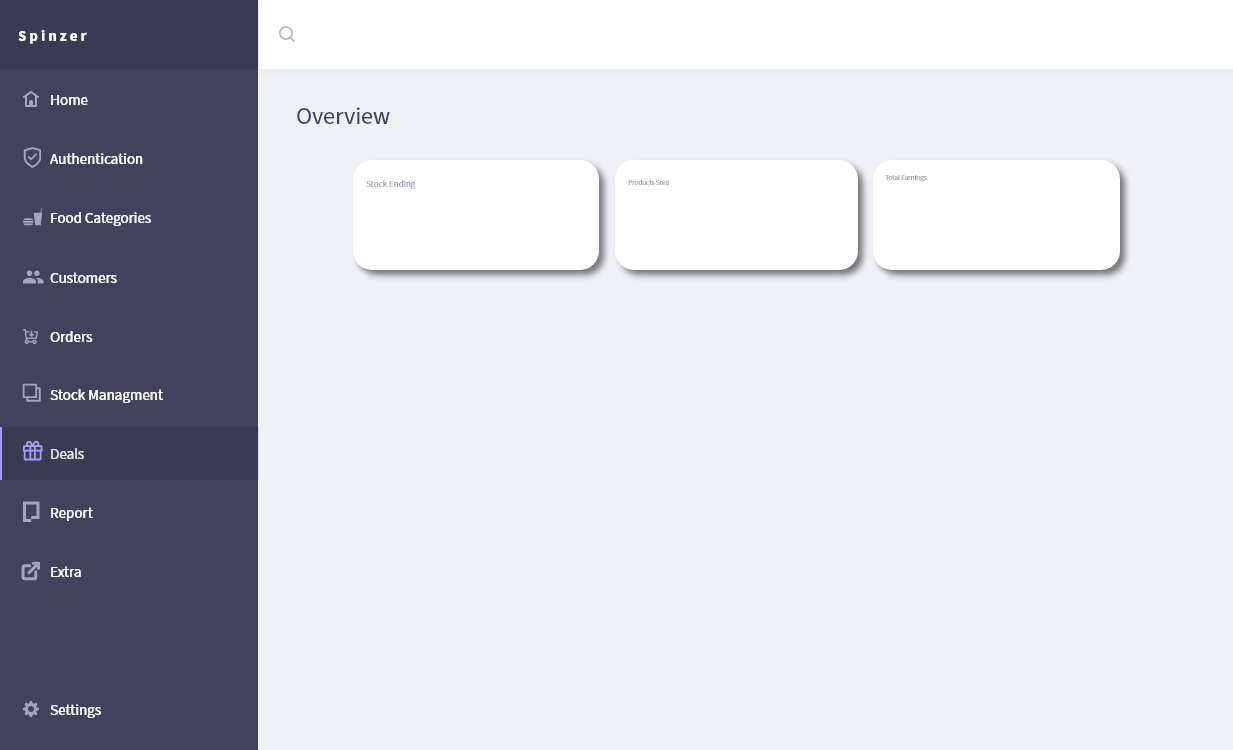 Spinzer
Home
Authentication
Food Categories
Customers
Orders
Stock Managment
Deals
Report
Extra
Settings
Overview
Stock Ending
Products Sold
Total Earnings